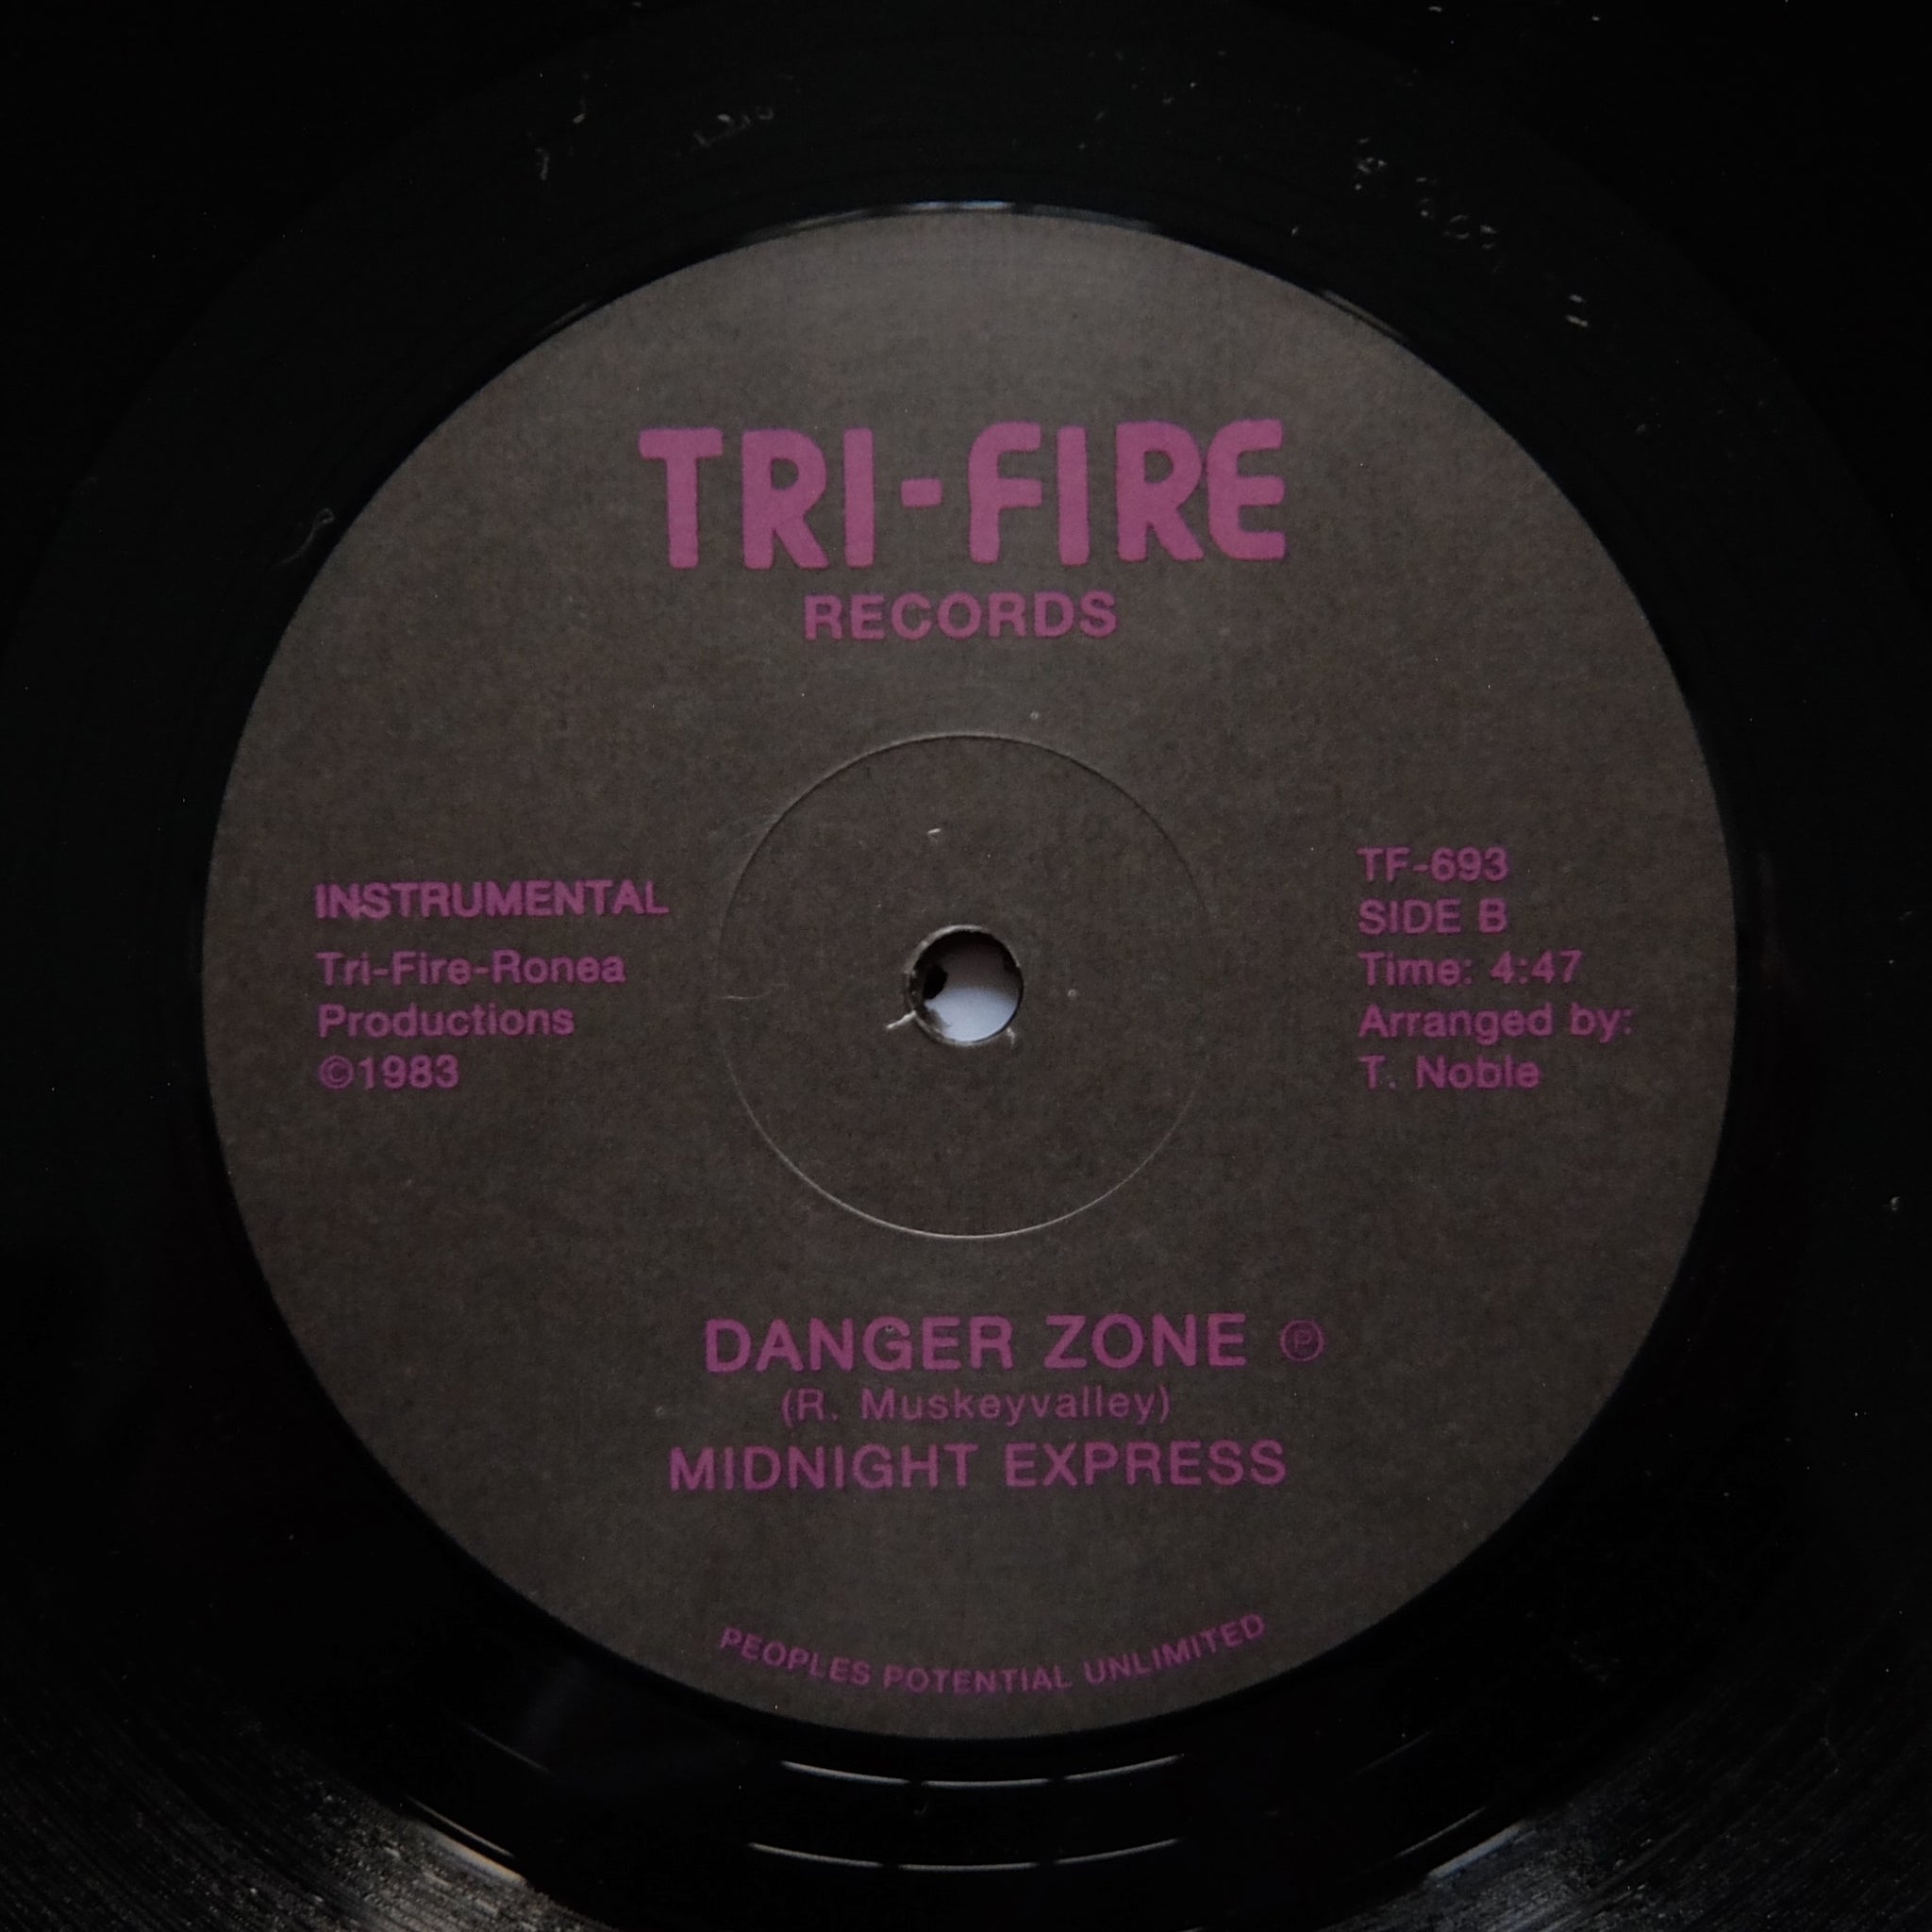 TRI-FIRE
RECORDS
INSTRUMENTAL
Tri-Fire-Ronea
Productions
©1983
TF-693
SIDE B
Time: 4:47
Arranged by:
T. Noble
DANGER ZONE ℗
(R. Muskeyvalley)
MIDNIGHT EXPRESS
PEOPLES POTENTIAL UNLIMITED